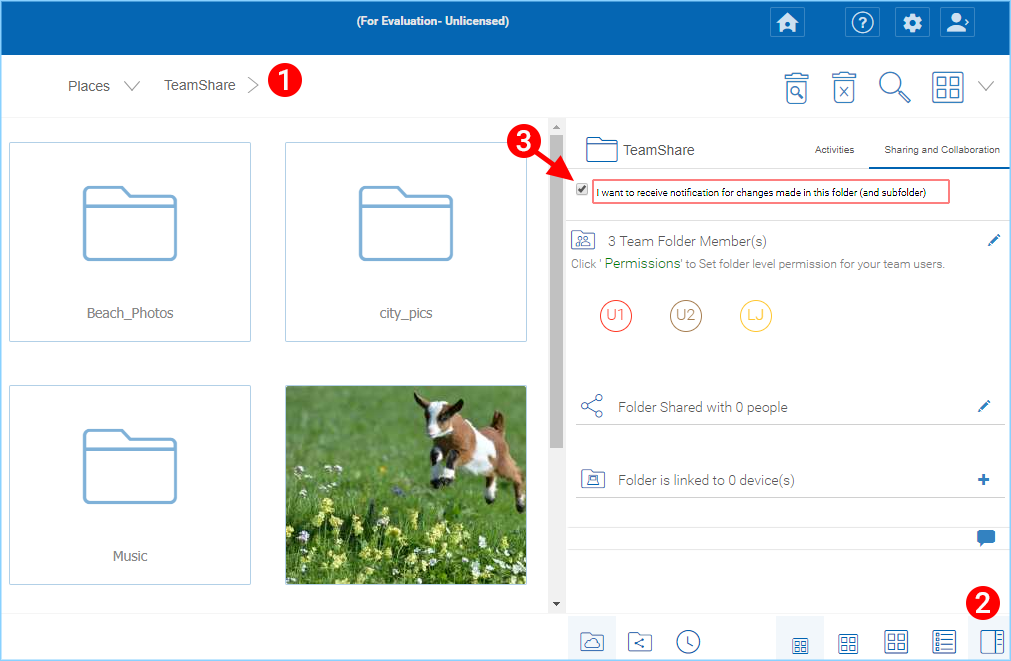 (For Evaluation- Unlicensed)
?
Places
TeamShare
1
3
TeamShare
Activities
Sharing and Collaboration
I want to receive notification for changes made in this folder (and subfolder)
3 Team Folder Member(s)
Click ' Permissions' to Set folder level permission for your team users.
U1
U2
LJ
Beach_Photos
city_pics
Folder Shared with 0 people
Folder is linked to 0 device(s)
Music
2